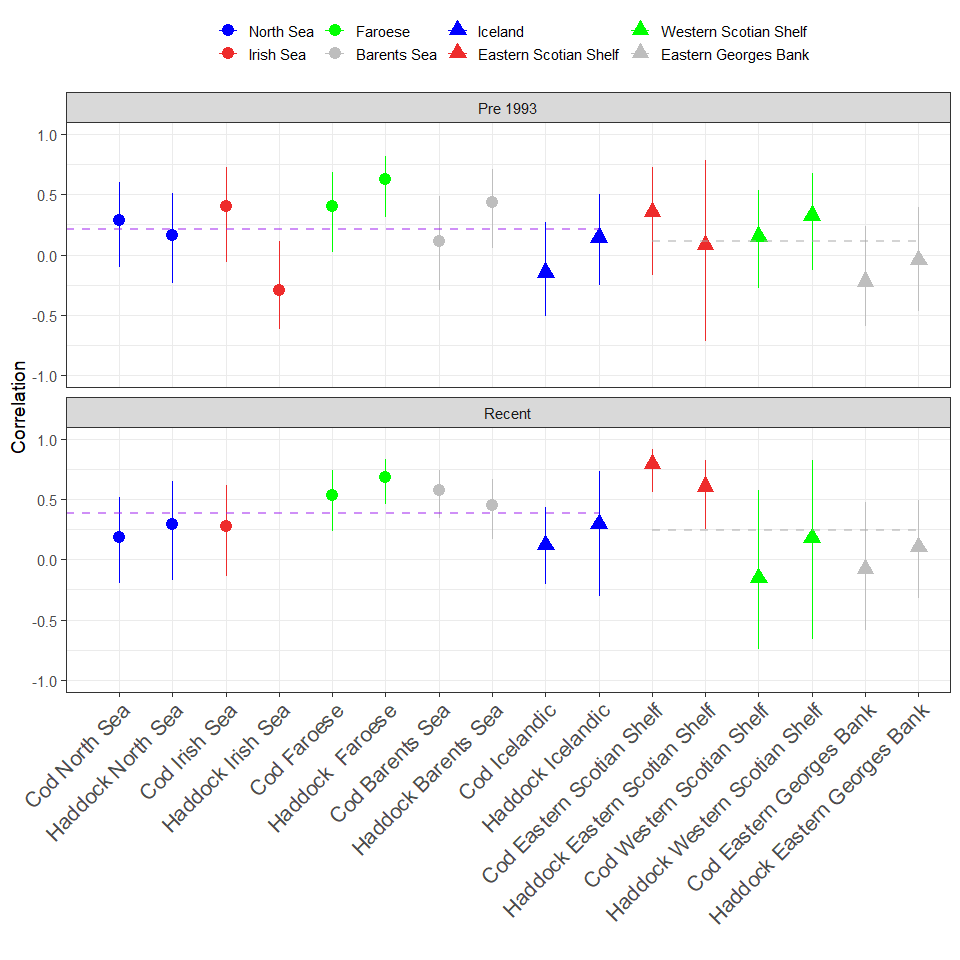 North Sea Faroese Iceland Western Scotian Shelf
Irish Sea Barents Sea Eastern Scotian Shelf Eastern Georges Bank
Pre 1993
1.0
0.5
0.0
-0.5
-1.0
Correlation
Recent
1.0
0.5
0.0
-0.5
-1.0
Cod North Sea
Haddock North Sea
Cod Irish Sea
Haddock Irish Sea
Cod Faroese
Haddock Faroese
Cod Barents Sea
Haddock Barents Sea
Cod Icelandic
Haddock Icelandic
Cod Eastern Scotian Shelf
Haddock Eastern Scotian Shelf
Cod Western Scotian Shelf
Haddock Western Scotian Shelf
Cod Eastern Georges Bank
Haddock Eastern Georges Bank